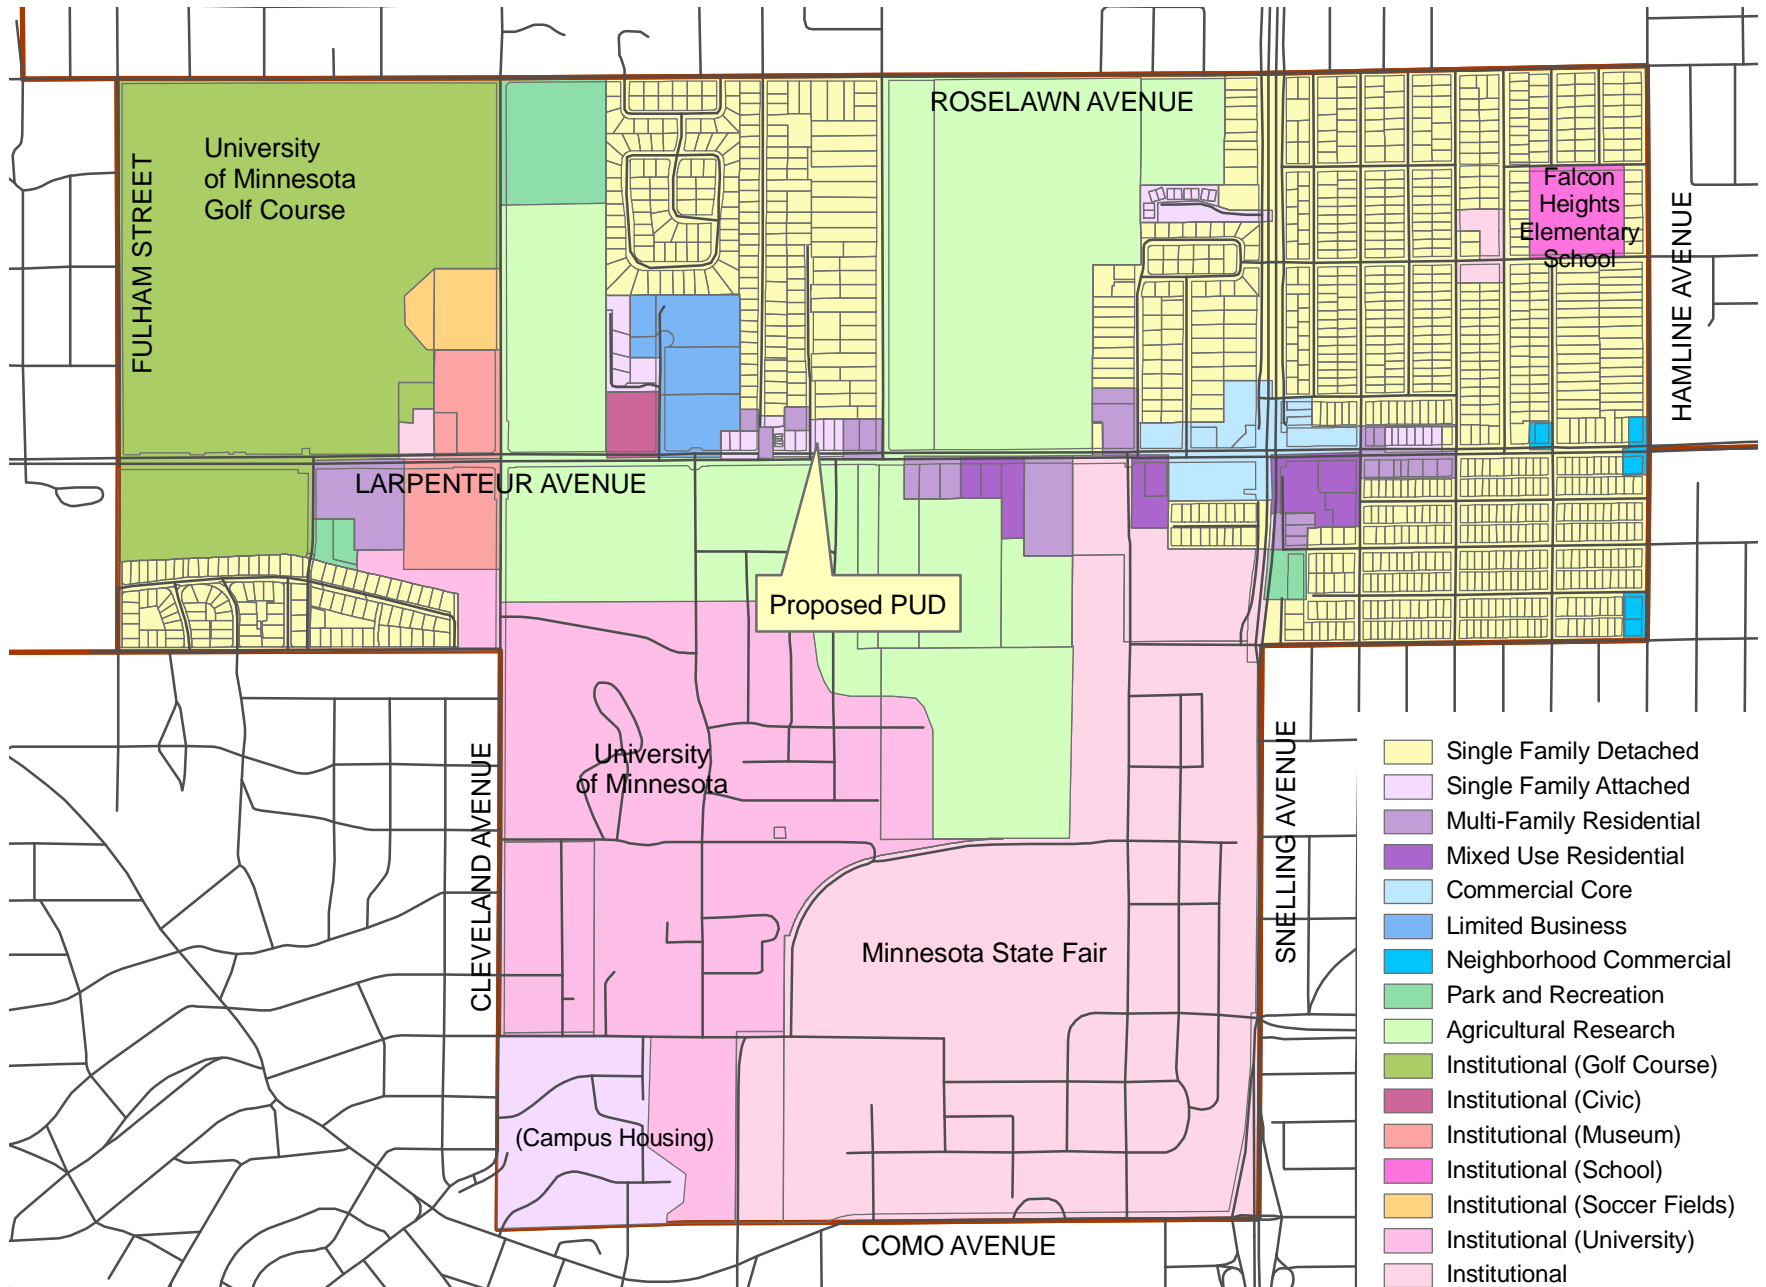 ROSELAWN AVENUE
University
of Minnesota
Golf Course
FULHAM STREET
Falcon
Heights
Elementary
School
HAMLINE AVENUE
LARPENTEUR AVENUE
Proposed PUD
University
of Minnesota
CLEVELAND AVENUE
SNELLING AVENUE
Minnesota State Fair
(Campus Housing)
COMO AVENUE
Single Family Detached
Single Family Attached
Multi-Family Residential
Mixed Use Residential
Commercial Core
Limited Business
Neighborhood Commercial
Park and Recreation
Agricultural Research
Institutional (Golf Course)
Institutional (Civic)
Institutional (Museum)
Institutional (School)
Institutional (Soccer Fields)
Institutional (University)
Institutional